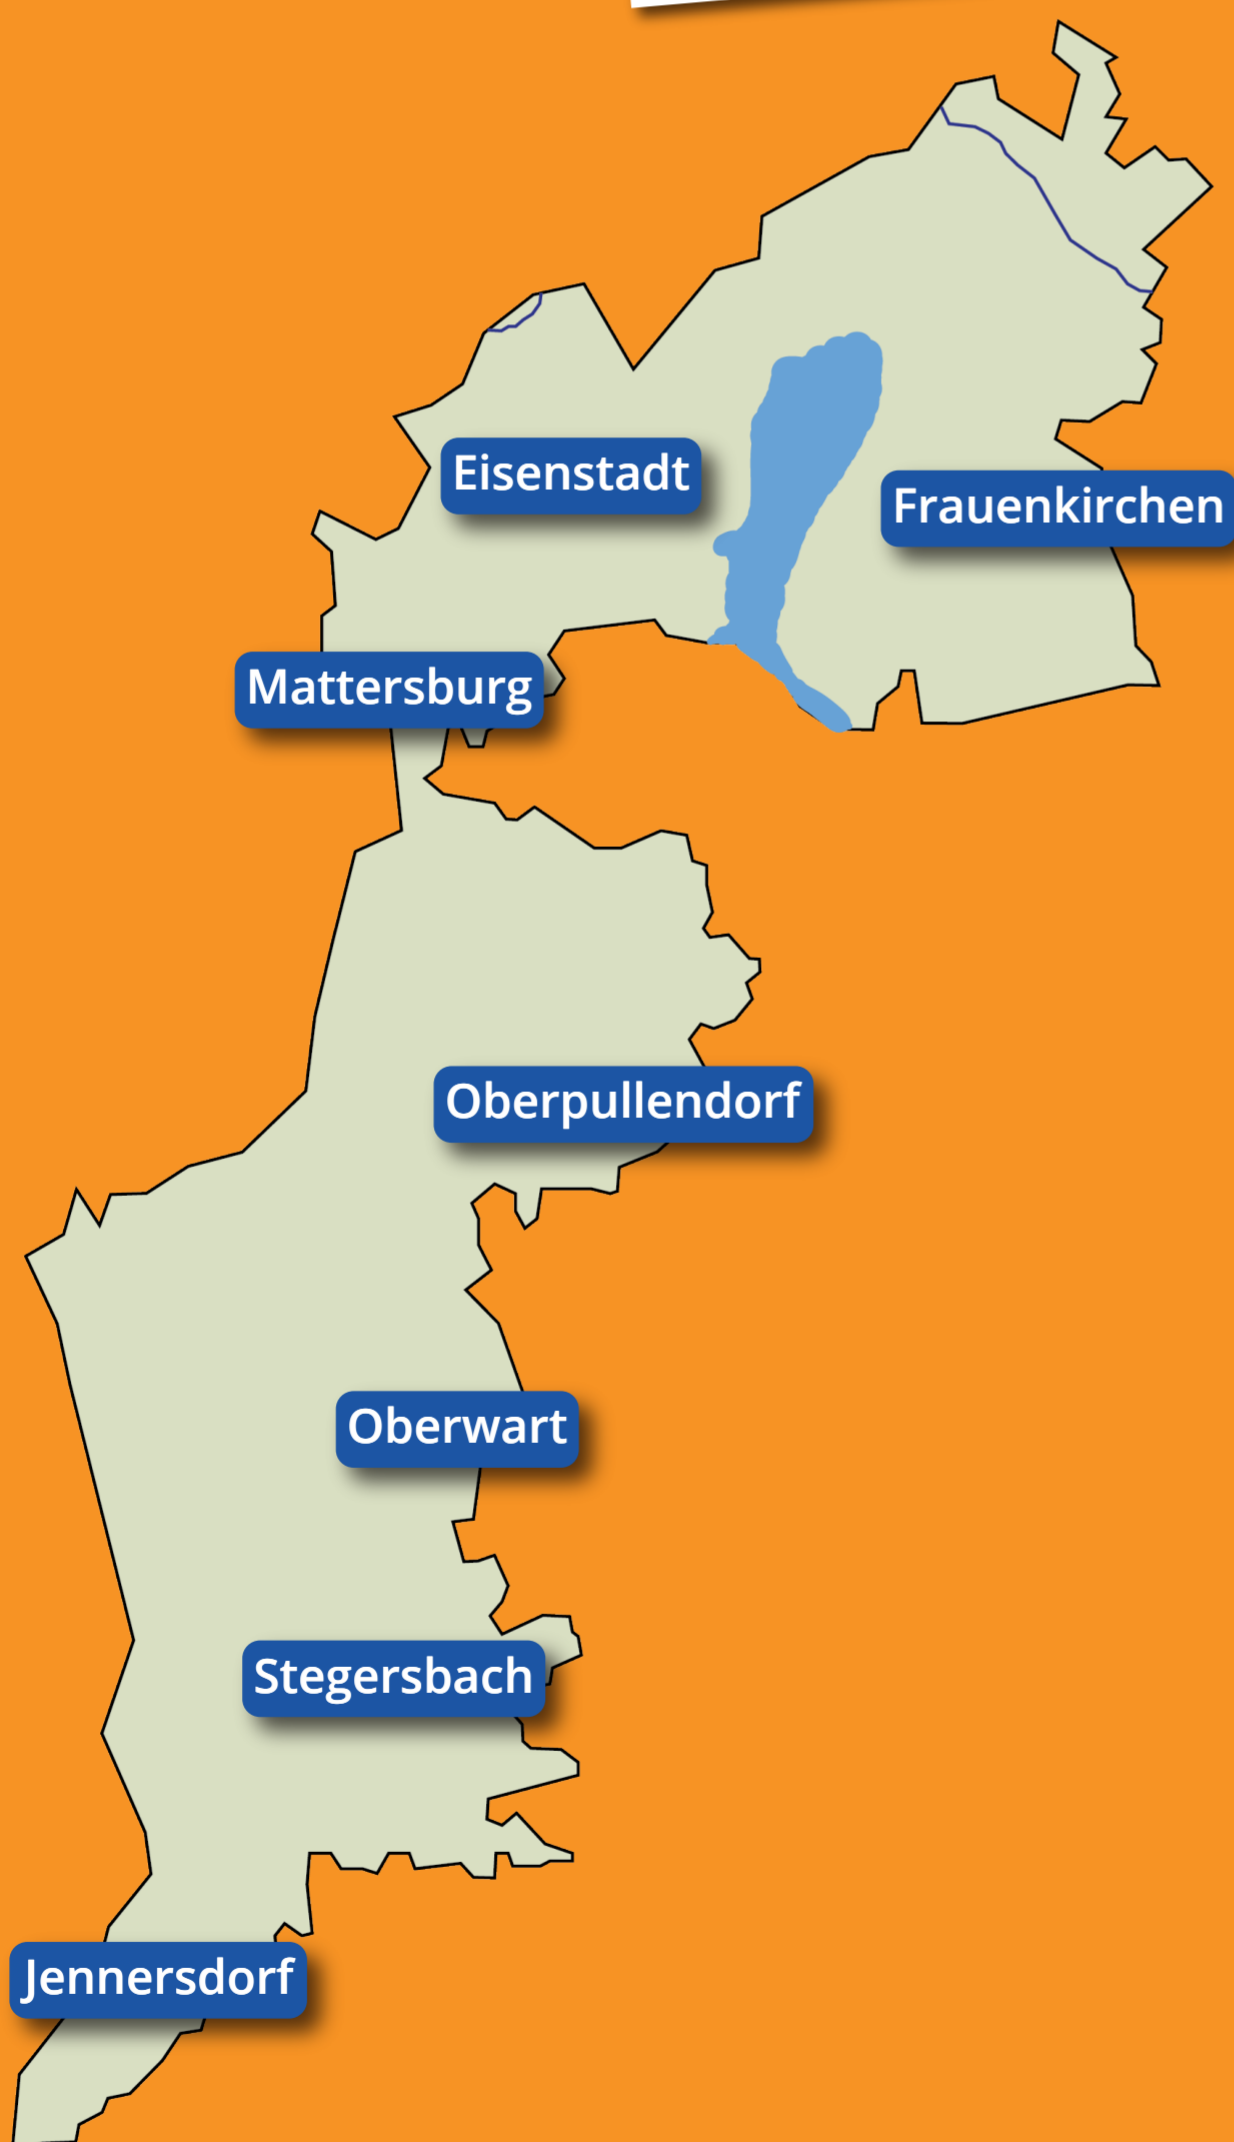 Eisenstadt
Frauenkirchen
Mattersburg
Oberpullendorf
Oberwart
Stegersbach
Jennersdorf